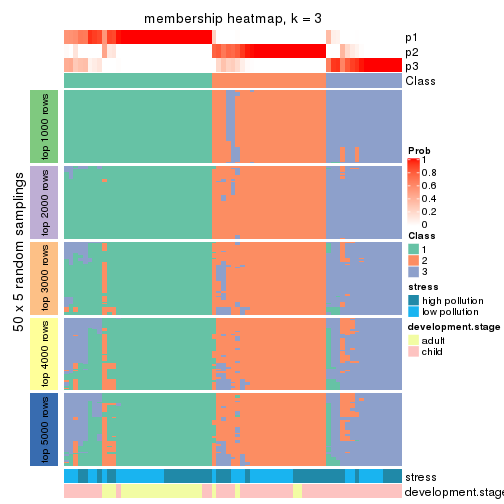 membership heatmap, k = 3
p1
p2
p3
Class
50 x 5 random samplings
top 1000 rows
top 2000 rows
top 3000 rows
top 4000 rows
top 5000 rows
stress
development.stage
Prob
1
0.8
0.6
0.4
0.2
0
Class
1
2
3
stress
high pollution
low pollution
development.stage
adult
child